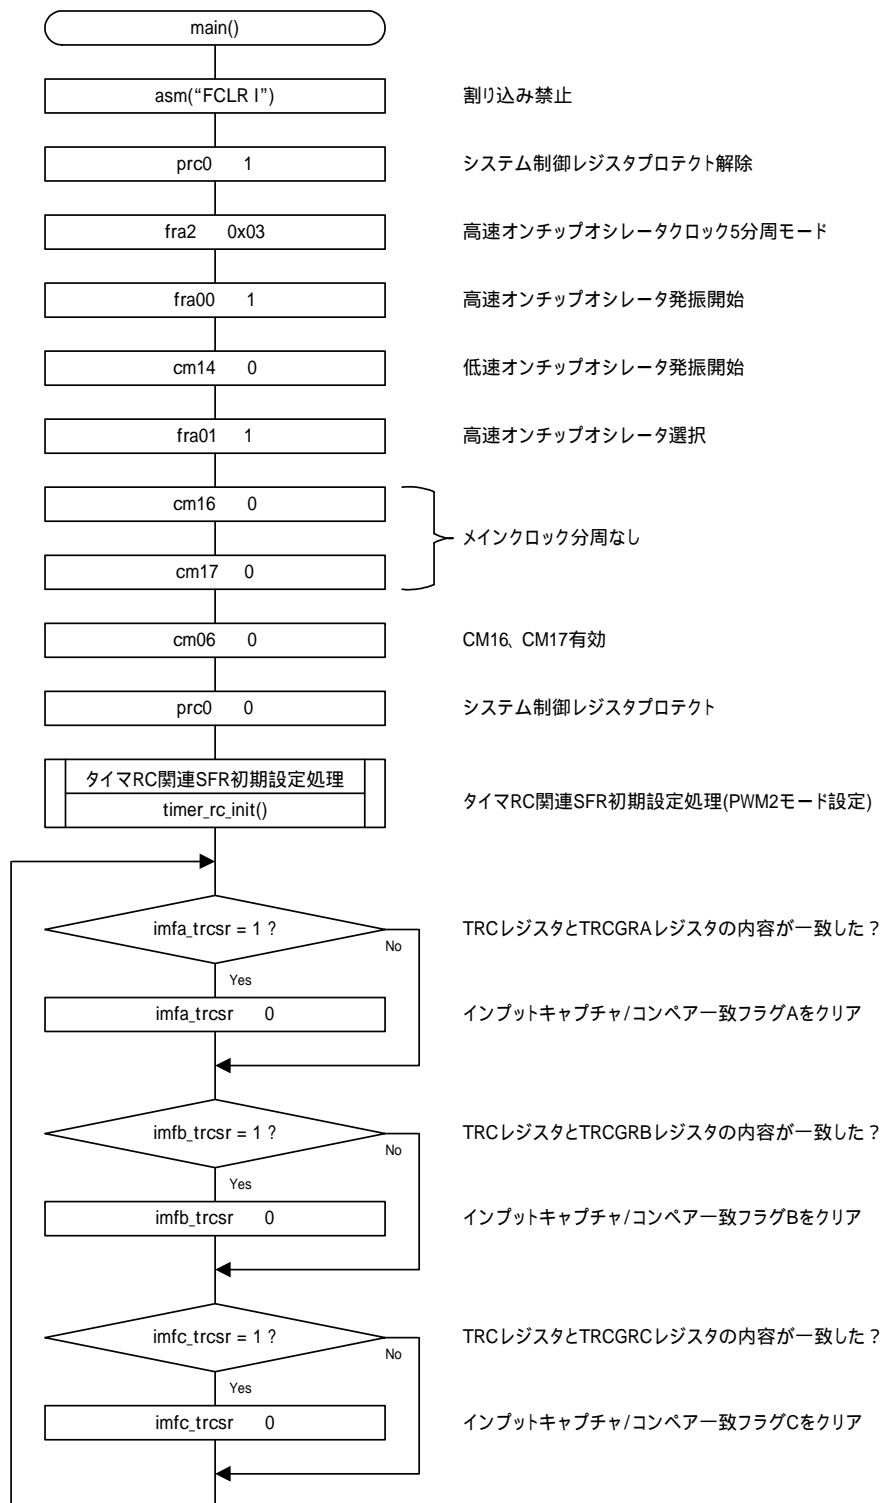 main()
asm("FCLR I") 割り込み禁止
prc0 1 システム制御レジスタプロテクト解除
fra2 0x03 高速オンチップオシレータクロック5分周モード
fra00 1 高速オンチップオシレータ発振開始
cm14 0 低速オンチップオシレータ発振開始
fra01 1 高速オンチップオシレータ選択
cm16 0
メインクロック分周なし
cm17 0
cm06 0 CM16、CM17有効
prc0 0 システム制御レジスタプロテクト
タイマRC関連SFR初期設定処理
timer_rc_init() タイマRC関連SFR初期設定処理(PWM2モード設定)
imfa_trcsr = 1 ? TRCレジスタとTRCGRAレジスタの内容が一致した?
No
Yes
imfa_trcsr 0 インプットキャプチャ/コンペア一致フラグAをクリア
imfb_trcsr = 1 ? TRCレジスタとTRCGRBレジスタの内容が一致した?
No
Yes
imfb_trcsr 0 インプットキャプチャ/コンペア一致フラグBをクリア
imfc_trcsr = 1 ? TRCレジスタとTRCGRCレジスタの内容が一致した?
No
Yes
imfc_trcsr 0 インプットキャプチャ/コンペア一致フラグCをクリア